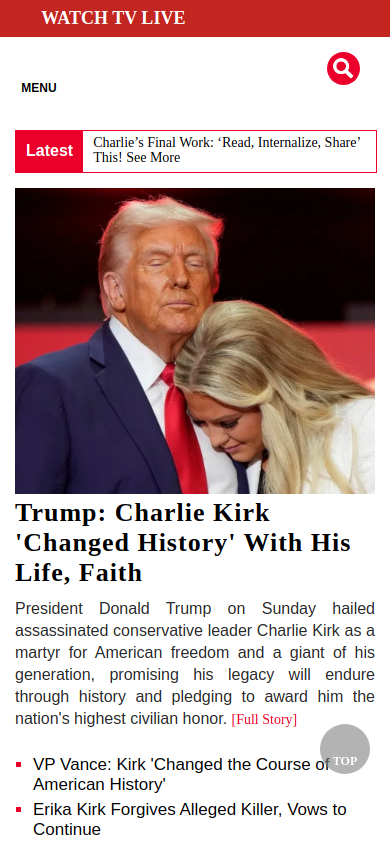 WATCH TV LIVE
MENU
Latest
Charlie’s Final Work: ‘Read, Internalize, Share’
This! See More
Trump: Charlie Kirk
'Changed History' With His
Life, Faith
President Donald Trump on Sunday hailed
assassinated conservative leader Charlie Kirk as a
martyr for American freedom and a giant of his
generation, promising his legacy will endure
through history and pledging to award him the
nation's highest civilian honor. [Full Story]
TOP
VP Vance: Kirk 'Changed the Course of
American History'
Erika Kirk Forgives Alleged Killer, Vows to
Continue